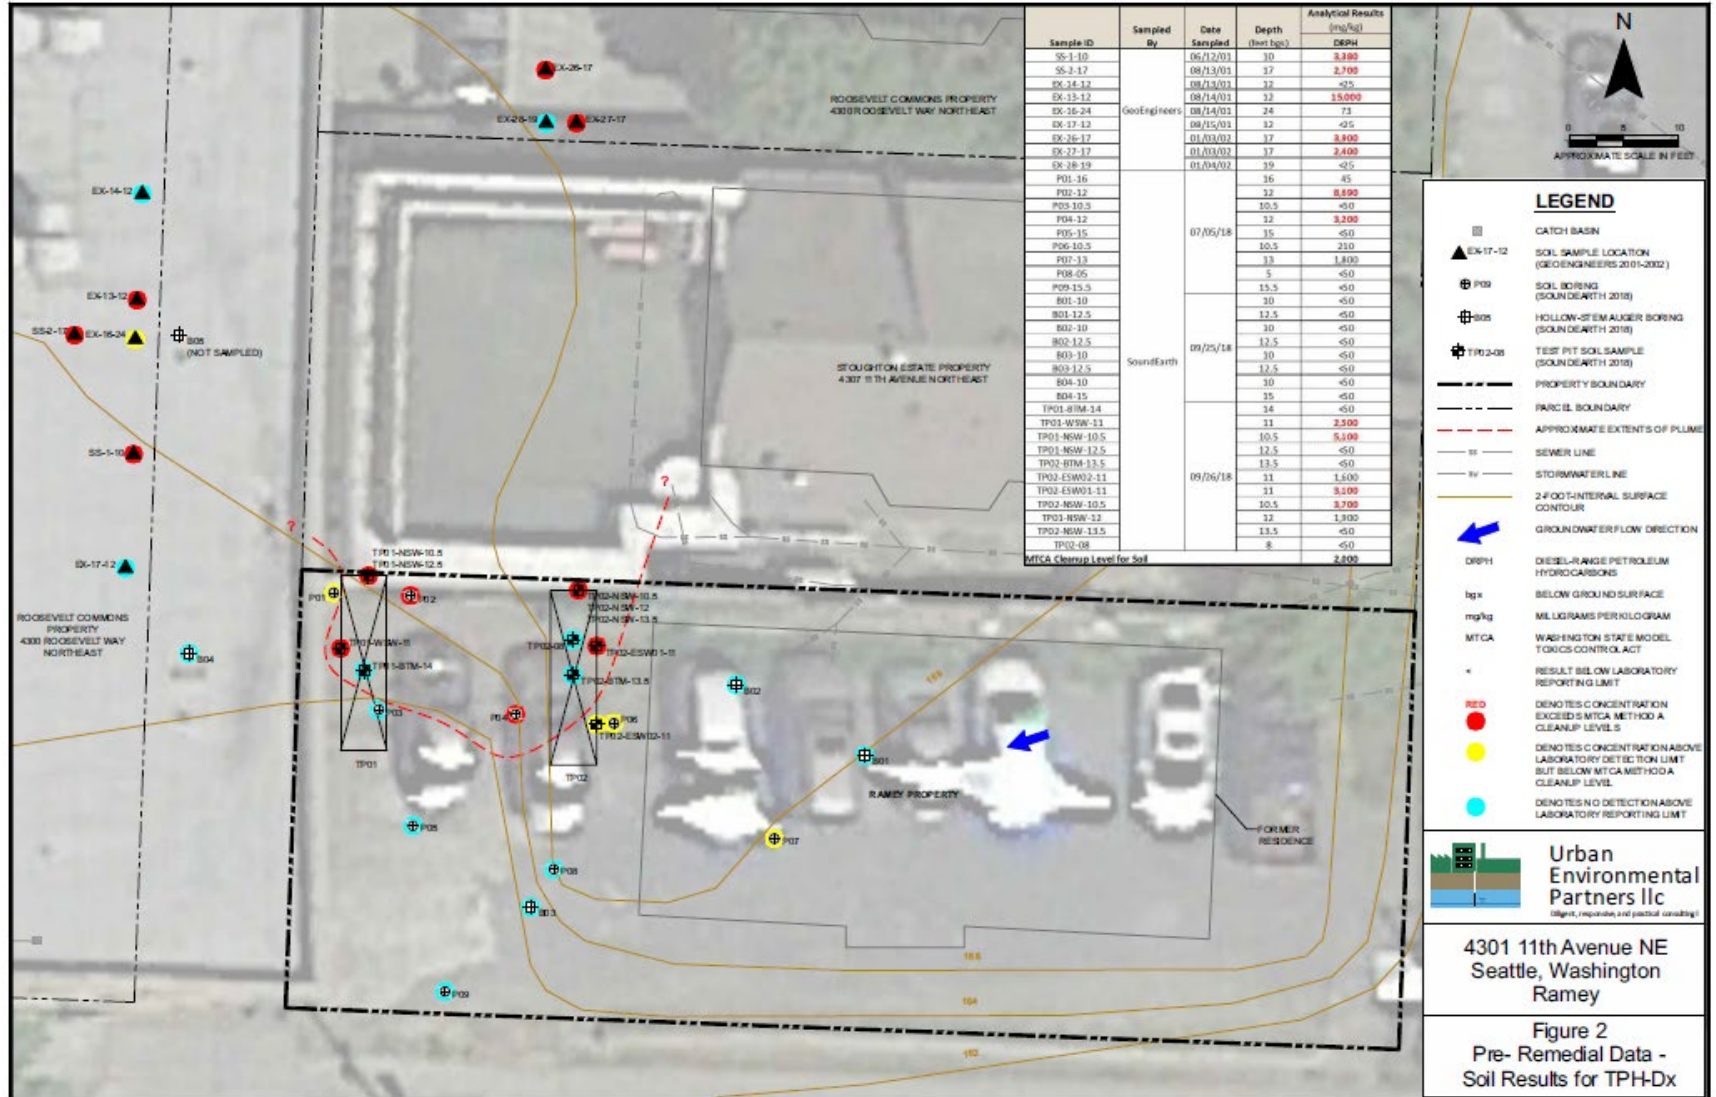 EX-26-17
EX-28-19
EX-27-17
ROOSEVELT COMMONS PROPERTY
4300 ROOSEVELT WAY NORTHEAST
EX-14-12
EX-13-12
SS-2-17
EX-16-24
B05
(NOT SAMPLED)
STOUGHTON ESTATE PROPERTY
4307 11TH AVENUE NORTHEAST
SS-1-10
?
?
EX-17-12
TP01-NSW-10.5
TP01-NSW-12.5
P01
P02
TP02-NSW-10.5
TP02-NSW-12
TP02-NSW-13.5
ROOSEVELT COMMONS
PROPERTY
4300 ROOSEVELT WAY
NORTHEAST
B04
TP01-WSW-11
TP01-BTM-14
TP02-08
TP02-ESW01-11
TP02-BTM-13.5
B02
P03
P04
P06
TP02-ESW02-11
TP01
TP02
B01
RAMEY PROPERTY
P05
P07
FORMER
RESIDENCE
P08
B03
P09
164
162
Sample ID Sampled By Date Sampled Depth (feet bgs) Analytical Results (mg/kg) DRPH
SS-1-10 GeoEngineers 06/12/01 10 3,380
SS-2-17 08/13/01 17 2,700
EX-14-12 08/13/01 12 <25
EX-13-12 08/14/01 12 15,000
EX-16-24 08/14/01 24 73
EX-17-12 08/15/01 12 <25
EX-26-17 01/03/02 17 3,800
EX-27-17 01/03/02 17 2,400
EX-28-19 01/04/02 19 <25
P01-16 SoundEarth 07/05/18 16 45
P02-12 12
P03-10.5 10.5 <50
P04-12 12 3,200
P05-15 15 <50
P06-10.5 10.5 210
P07-13 13 1,800
P08-05 5 <50
P09-15.5 15.5 <50
B01-10 09/25/18 10 <50
B01-12.5 12.5 <50
B02-10 10 <50
B02-12.5 12.5 <50
B03-10 10 <50
B03-12.5 12.5 <50
B04-10 10 <50
B04-15 15 <50
TP01-BTM-14 09/26/18 14 <50
TP01-WSW-11 11
TP01-NSW-10.5 10.5 5,100
TP01-NSW-12.5 12.5 <50
TP02-BTM-13.5 13.5 <50
TP02-ESW02-11 11 1,600
TP02-ESW01-11 11 3,100
TP02-NSW-10.5 10.5 3,700
TP01-NSW-12 12
TP02-NSW-13.5 13.5 <50
TP02-08 8 <50
MTCA Cleanup Level for Soil 2,000
N
0 5 10
APPROXIMATE SCALE IN FEET
LEGEND
CATCH BASIN
EX-17-12 SOIL SAMPLE LOCATION
(GEOENGINEERS 2001-2002)
P09 SOIL BORING
(SOUNDEARTH 2018)
B05 HOLLOW-STEM AUGER BORING
(SOUNDEARTH 2018)
TP02-08 TEST PIT SOIL SAMPLE
(SOUNDEARTH 2018)
PROPERTY BOUNDARY
PARCEL BOUNDARY
APPROXIMATE EXTENTS OF PLUME
SEWER LINE
STORMWATER LINE
2-FOOT-INTERVAL SURFACE
CONTOUR
GROUNDWATER FLOW DIRECTION
DRPH DIESEL-RANGE PETROLEUM
HYDROCARBONS
bgs BELOW GROUND SURFACE
mg/kg MILLIGRAMS PER KILOGRAM
MTCA WASHINGTON STATE MODEL
TOXICS CONTROL ACT
< RESULT BELOW LABORATORY
REPORTING LIMIT
RED DENOTES CONCENTRATION
EXCEEDS MTCA METHOD A
CLEANUP LEVELS
DENOTES CONCENTRATION ABOVE
LABORATORY DETECTION LIMIT
BUT BELOW MTCA METHOD A
CLEANUP LEVEL
DENOTES NO DETECTION ABOVE
LABORATORY REPORTING LIMIT
Urban
Environmental
Partners llc
Diligent, responsive, and practical consulting!
4301 11th Avenue NE
Seattle, Washington
Ramey
Figure 2
Pre- Remedial Data -
Soil Results for TPH-Dx